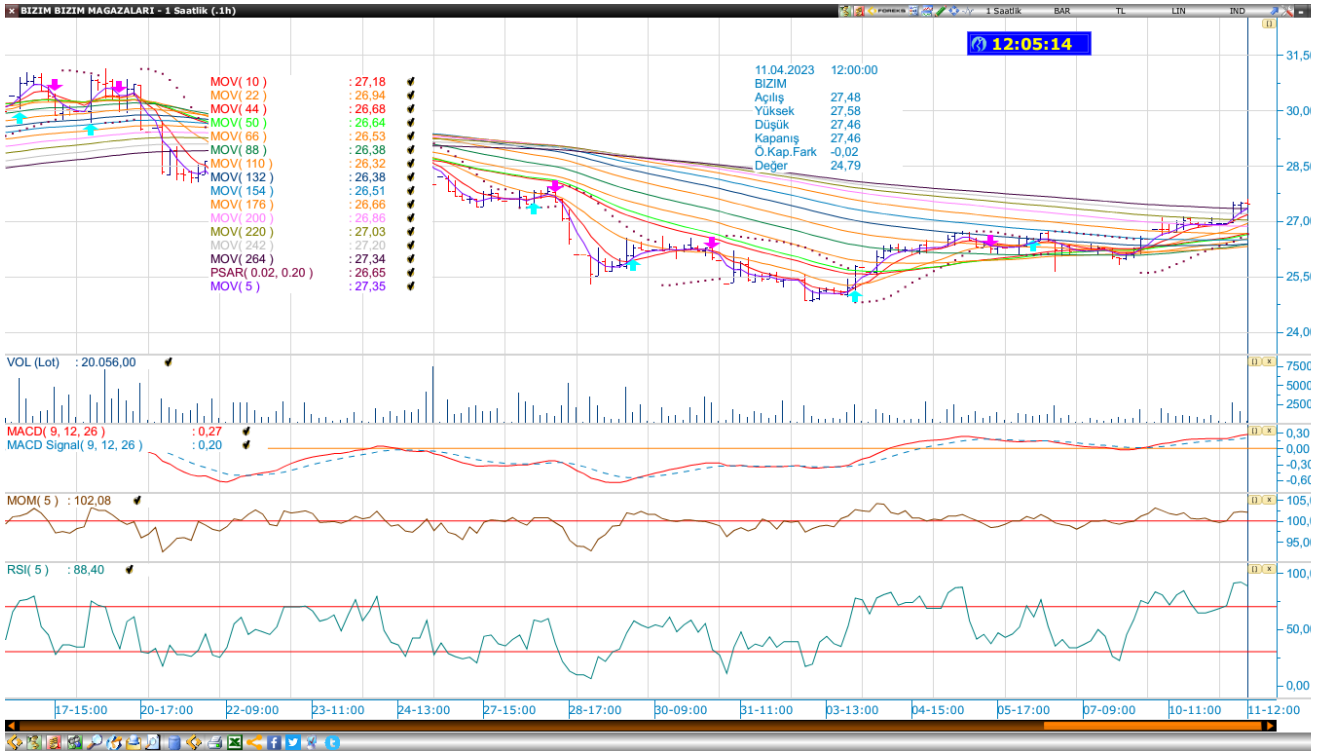 BIZIM BIZIM MAGAZALARI - 1 Saatlik (.1h)
FOREKS
1 Saatlik BAR TL LIN IND
12:05:14
11.04.2023 12:00:00
BIZIM
Açılış 27,48
Yüksek 27,58
Düşük 27,46
Kapanış 27,46
Ö.Kap.Fark -0,02
Değer 24,79
MOV( 10 ) : 27,18
MOV( 22 ) : 26,94
MOV( 44 ) : 26,68
MOV( 50 ) : 26,64
MOV( 66 ) : 26,53
MOV( 88 ) : 26,38
MOV( 110 ) : 26,32
MOV( 132 ) : 26,38
MOV( 154 ) : 26,51
MOV( 176 ) : 26,66
MOV( 200 ) : 26,86
MOV( 220 ) : 27,03
MOV( 242 ) : 27,20
MOV( 264 ) : 27,34
PSAR( 0.02, 0.20 ) : 26,65
MOV( 5 ) : 27,35
31,50
30,00
28,50
27,00
25,50
24,0
VOL (Lot) : 20.056,00
7500
5000
2500
MACD( 9, 12, 26 ) : 0,27
MACD Signal( 9, 12, 26 ) : 0,20
0,30
0,00
-0,30
-0,60
MOM( 5 ) : 102,08
105,
100,
95,00
RSI( 5 ) : 88,40
100,
50,00
0,00
17-15:00 20-17:00 22-09:00 23-11:00 24-13:00 27-15:00 28-17:00 30-09:00 31-11:00 03-13:00 04-15:00 05-17:00 07-09:00 10-11:00 11-12:00